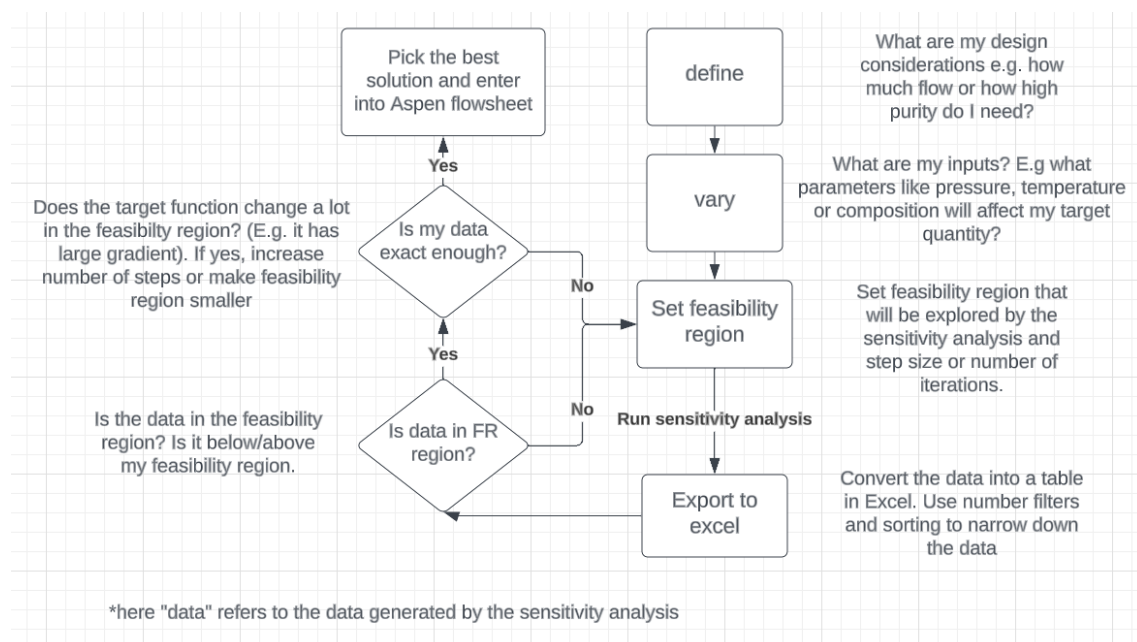 Pick the best
solution and enter
into Aspen flowsheet
define
What are my design
considerations e.g. how
much flow or how high
purity do I need?
Yes
vary
What are my inputs? E.g what
parameters like pressure, temperature
or composition will affect my target
quantity?
Does the target function change a lot
in the feasibilty region? (E.g. it has
large gradient). If yes, increase
number of steps or make feasibility
region smaller
Is my data
exact enough?
No
Set feasibility
region
Set feasibility region that
will be explored by the
sensitivity analysis and
step size or number of
iterations.
Yes
Is the data in the feasibility
region? Is it below/above
my feasibility region.
Is data in FR
region?
No
Run sensitivity analysis
Export to
excel
Convert the data into a table
in Excel. Use number filters
and sorting to narrow down
the data
*here "data" refers to the data generated by the sensitivity analysis